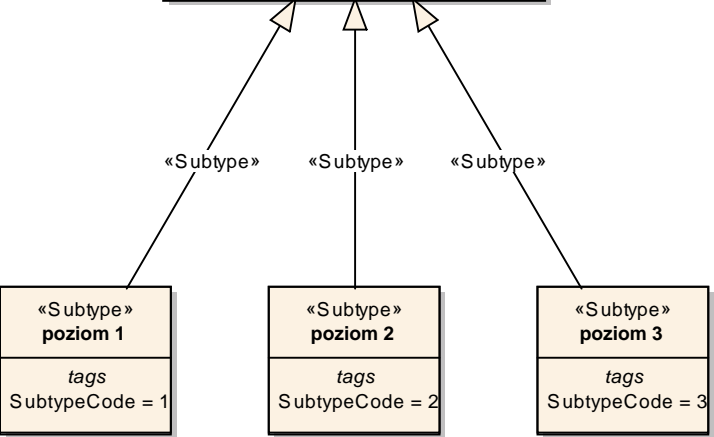 «Subtype» «Subtype» «Subtype»
«Subtype»
poziom 1
tags
SubtypeCode = 1
«Subtype»
poziom 2
tags
SubtypeCode = 2
«Subtype»
poziom 3
tags
SubtypeCode = 3